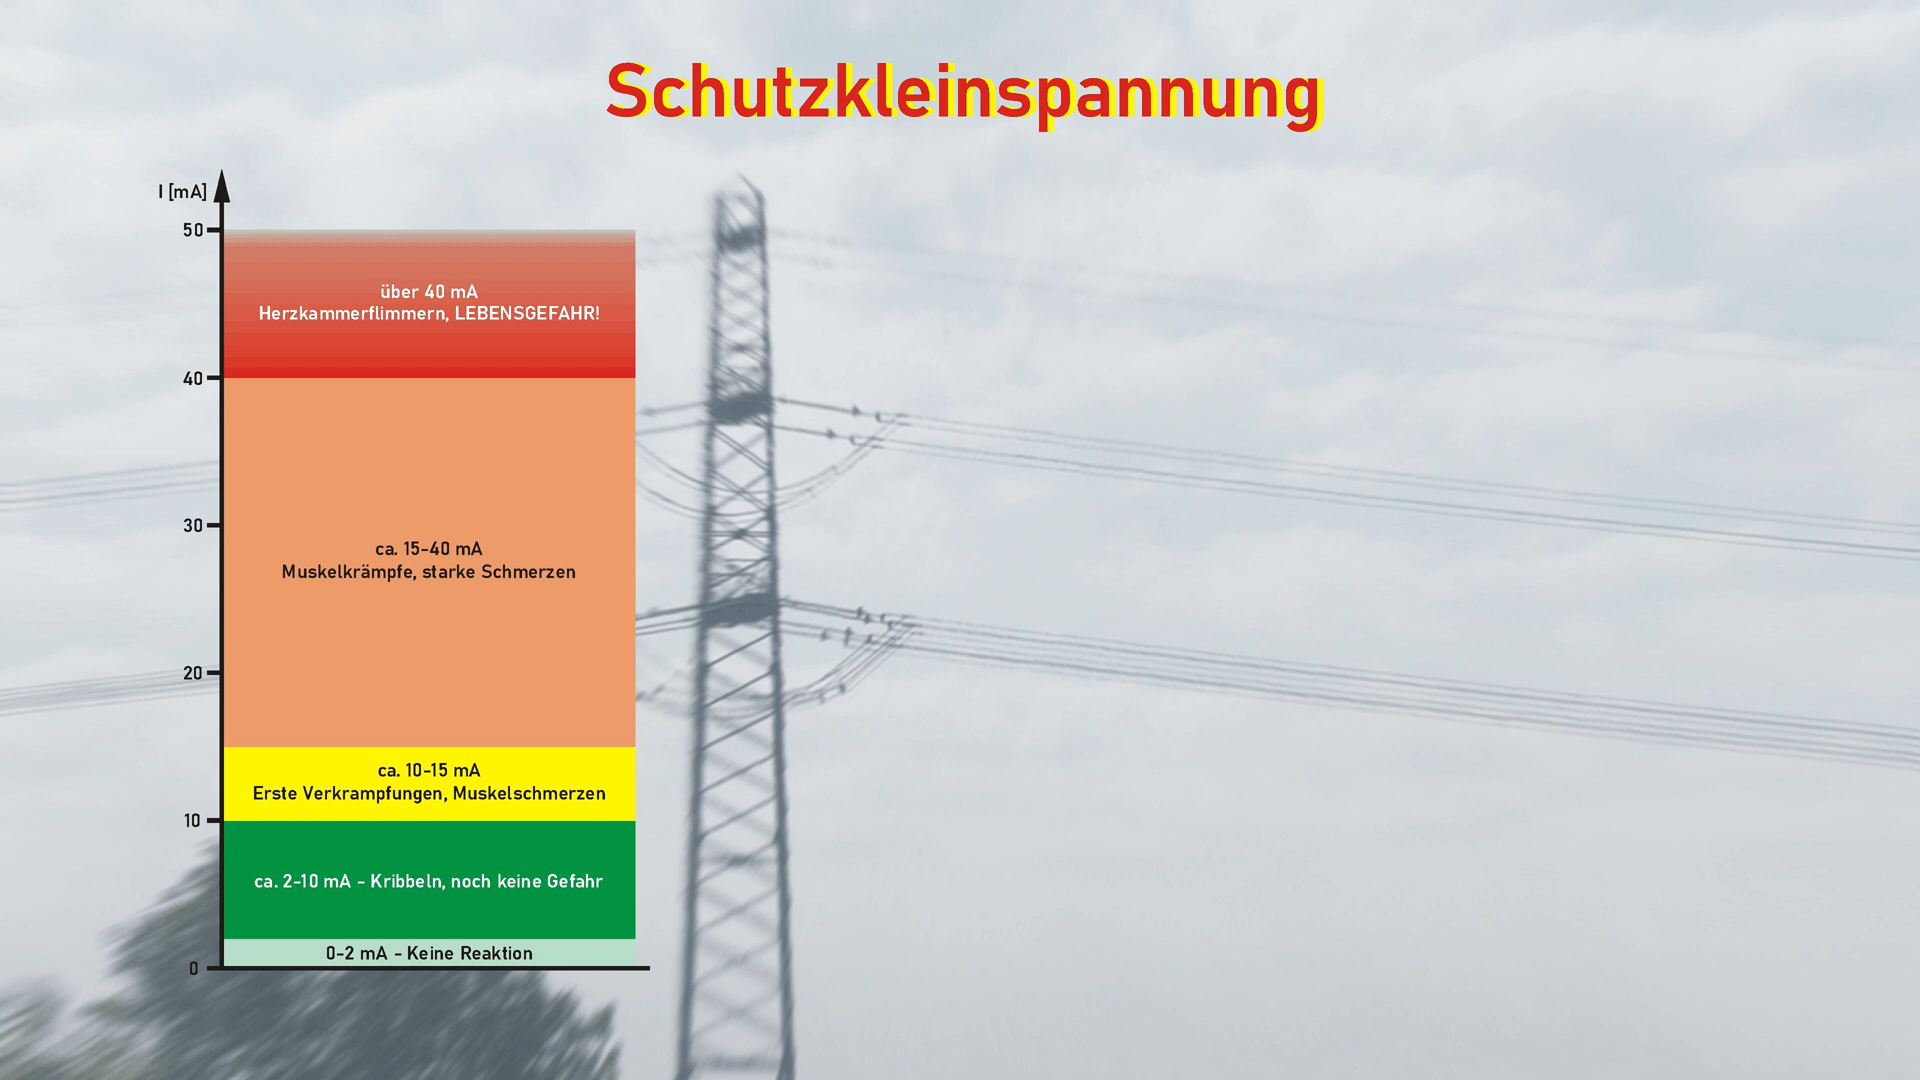 Schutzkleinspannung
I [mA]
50
über 40 mA
Herzkammerflimmern, LEBENSGEFAHR!
40
30
ca. 15-40 mA
Muskelkrämpfe, starke Schmerzen
20
ca. 10-15 mA
Erste Verkrampfungen, Muskelschmerzen
10
ca. 2-10 mA - Kribbeln, noch keine Gefahr
0-2 mA - Keine Reaktion
0